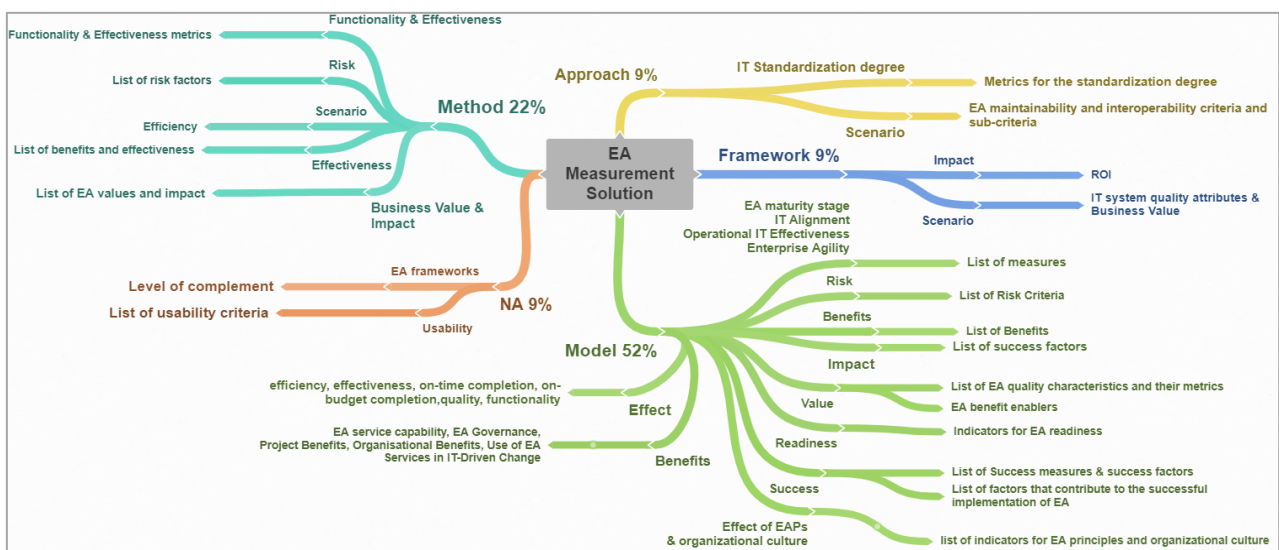 EA
Measurement
Solution
Method 22%
Functionality & Effectiveness
Functionality & Effectiveness metrics
Risk
List of risk factors
Scenario
Efficiency
List of benefits and effectiveness
Effectiveness
List of EA values and impact
Business Value &
Impact
NA 9%
EA frameworks
Level of complement
List of usability criteria
Usability
Approach 9%
IT Standardization degree
Metrics for the standardization degree
EA maintainability and interoperability criteria and
sub-criteria
Scenario
Framework 9%
Impact
ROI
IT system quality attributes &
Business Value
Scenario
Model 52%
EA maturity stage
IT Alignment
Operational IT Effectiveness
Enterprise Agility
List of measures
Risk
List of Risk Criteria
Benefits
List of Benefits
List of success factors
Impact
List of EA quality characteristics and their metrics
Value
EA benefit enablers
Readiness
Indicators for EA readiness
List of Success measures & success factors
Success
List of factors that contribute to the successful
implementation of EA
Effect of EAPs
& organizational culture
list of indicators for EA principles and organizational culture
efficiency, effectiveness, on-time completion, on-
budget completion,quality, functionality
Effect
EA service capability, EA Governance,
Project Benefits, Organisational Benefits, Use of EA
Services in IT-Driven Change
Benefits